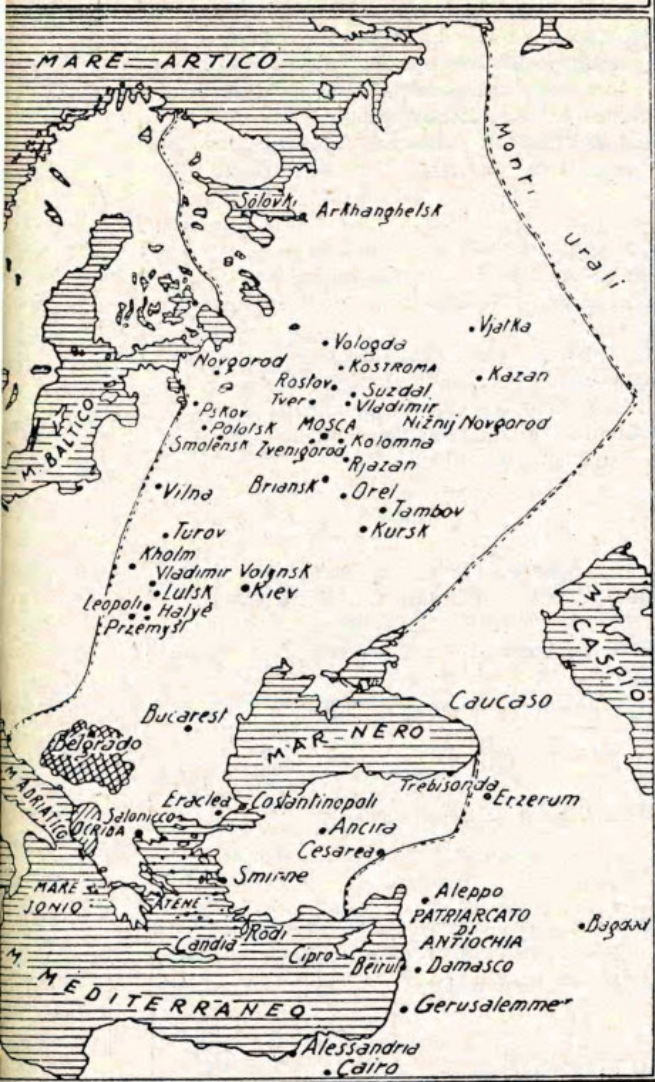 MARE ARTICO
Monti urali
Solovki
Arkhanghelsk
Vjatka
Vologda
Novgorod
KOSTROMA
Rostov
Kazan
Suzdal
Tver
Vladimir
Pskov
Nižnij Novgorod
Polatsk
MOSCA
Smolensk
Zvenigorod
Kolomna
Rjazan
M. BALTICO
Briansk
Vilna
Orel
Tambov
Turov
Kursk
Kholm
Vladimir Volynsk
Lutsk
Kiev
Leopoli
Halyč
Przemyśl
M. CASPIO
Caucaso
Bucarest
MAR NERO
Belgrado
M. ADRIATICO
Trebisonda
Erzerum
Eraclea
Costantinopoli
Salonicco
OCRIDA
Ancira
Cesarea
Smirne
MARE JONIO
ATENE
Aleppo
PATRIARCATO
DI
ANTIOCHIA
Bagdad
Rodi
Candia
Cipro
Beirut
Damasco
M. MEDITERRANEO
Gerusalemme
Alessandria
Cairo